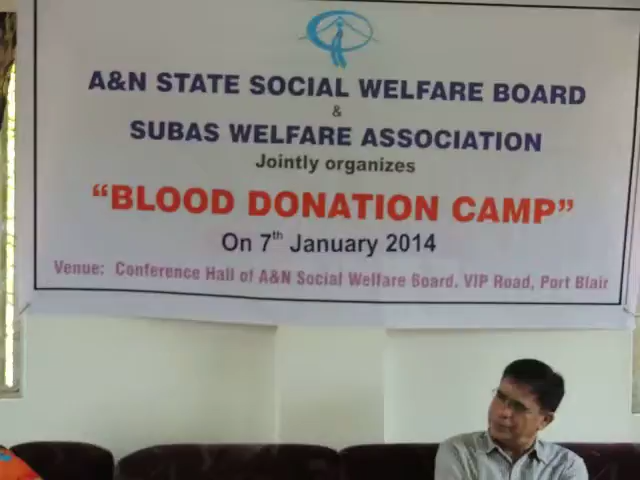 A&N STATE SOCIAL WELFARE BOARD
&
SUBAS WELFARE ASSOCIATION
Jointly organizes
“BLOOD DONATION CAMP”
On 7th January 2014
Venue: Conference Hall of A&N Social Welfare Board, VIP Road, Port Blair